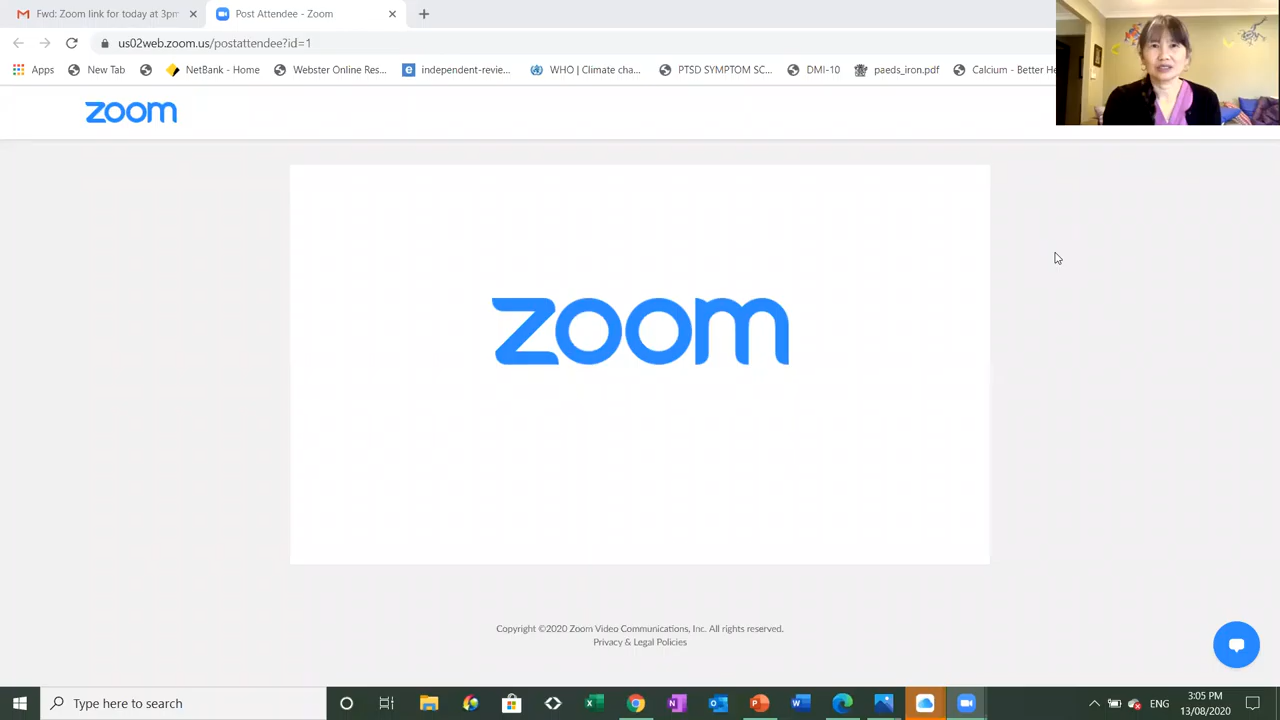 Fwd: Zoom link for today at 3pm
Post Attendee - Zoom
us02web.zoom.us/postattendee?id=1
Apps
New Tab
NetBank - Home
Webster Online Res...
independent-revie...
WHO | Climate cha...
PTSD SYMPTOM SC...
DMI-10
paeds_iron.pdf
Calcium - Better He
zoom
zoom
Copyright ©2020 Zoom Video Communications, Inc. All rights reserved.
Privacy & Legal Policies
Type here to search
ENG
3:05 PM
13/08/2020